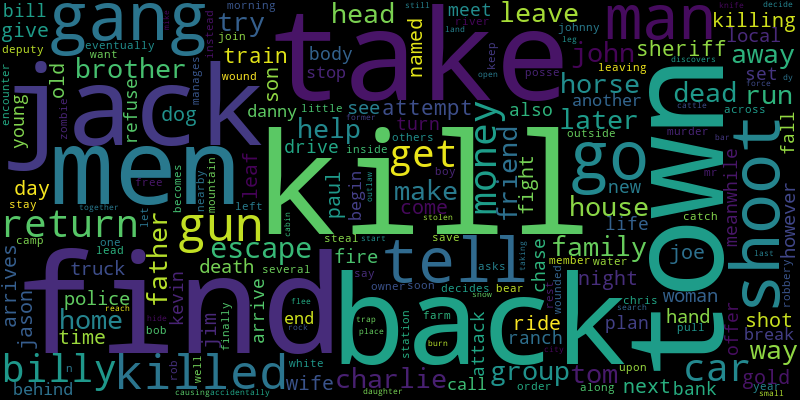 bill
give
deputy
gang
morning
try
join
eventually
want
instead
train
wound
head
leave
meet
river
still
land
johnny
leg
man
knife
decide
killing
local
sheriff
away
john
leaving
named
take
body
stop
keep
open
posse
horse
another
discovers
cattle
set
dead
run
across
dy
force
encounter
young
old
brother
refuse
zombie
manages
dog
son
danny
little
see
attempt
also
later
former
turn
others
inside
outside
murder
bar
mr
fall
jack
men
help
drive
kill
get
money
friend
fight
go
new
town
shoot
meanwhile
however
day
stay
leaf
free
becomes
nearby
mountain
paul
begin
outlaw
boy
make
come
stolen
house
life
catch
return
camp
together
let
left
gun
cabin
steal
start
save
one
lead
father
escape
several
death
fire
say
tell
asks
taking
chase
family
member
water
joe
last
robbery
arrives
truck
find
owner
soon
decides
bear
snow
night
wounded
rest
chris
search
woman
police
reach
hide
kevin
jason
home
time
bob
jim
finally
arrive
flee
end
rock
trap
place
back
station
farm
burn
attack
ride
ranch
plan
hand
pull
offer
shot
break
way
city
upon
billy
killed
rob
well
white
wife
charlie
call
group
order
tom
along
next
car
bank
gold
year
small
behind
causing
accidentally
daughter